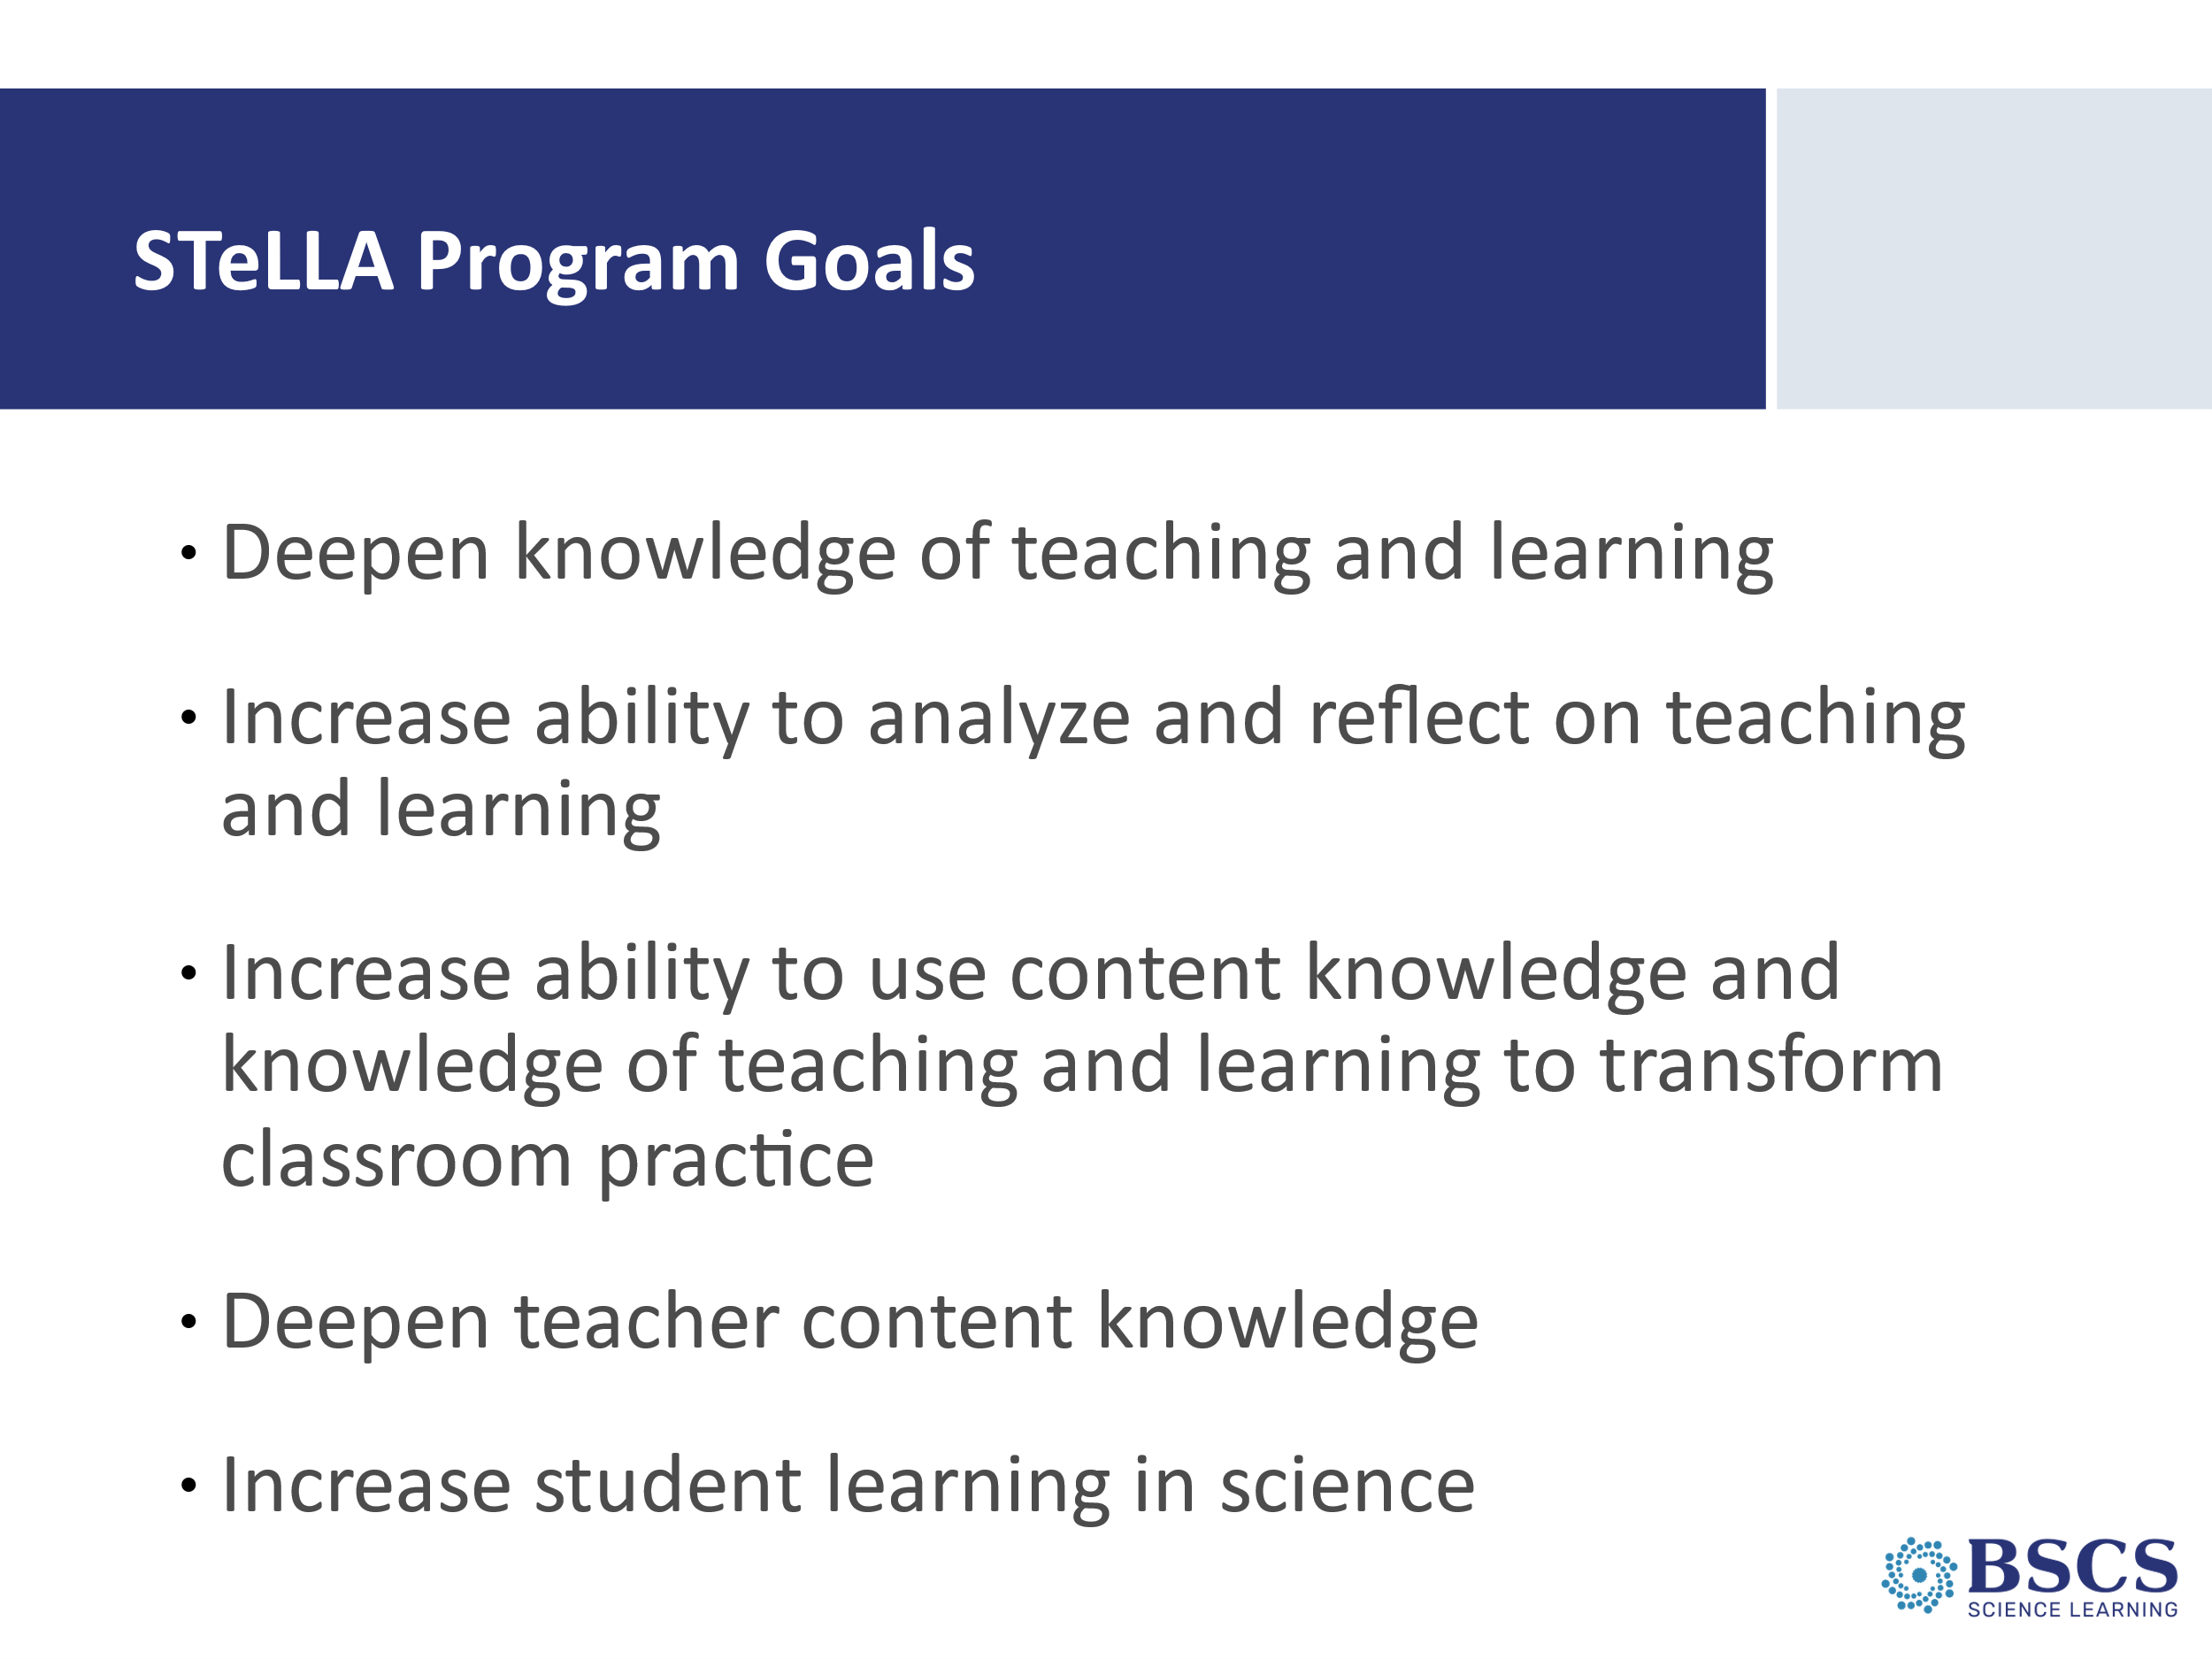 STeLLA Program Goals
• Deepen knowledge of teaching and learning
• Increase ability to analyze and reflect on teaching
and learning
• Increase ability to use content knowledge and
knowledge of teaching and learning to transform
classroom practice
• Deepen teacher content knowledge
• Increase student learning in science
BSCS
SCIENCE LEARNING